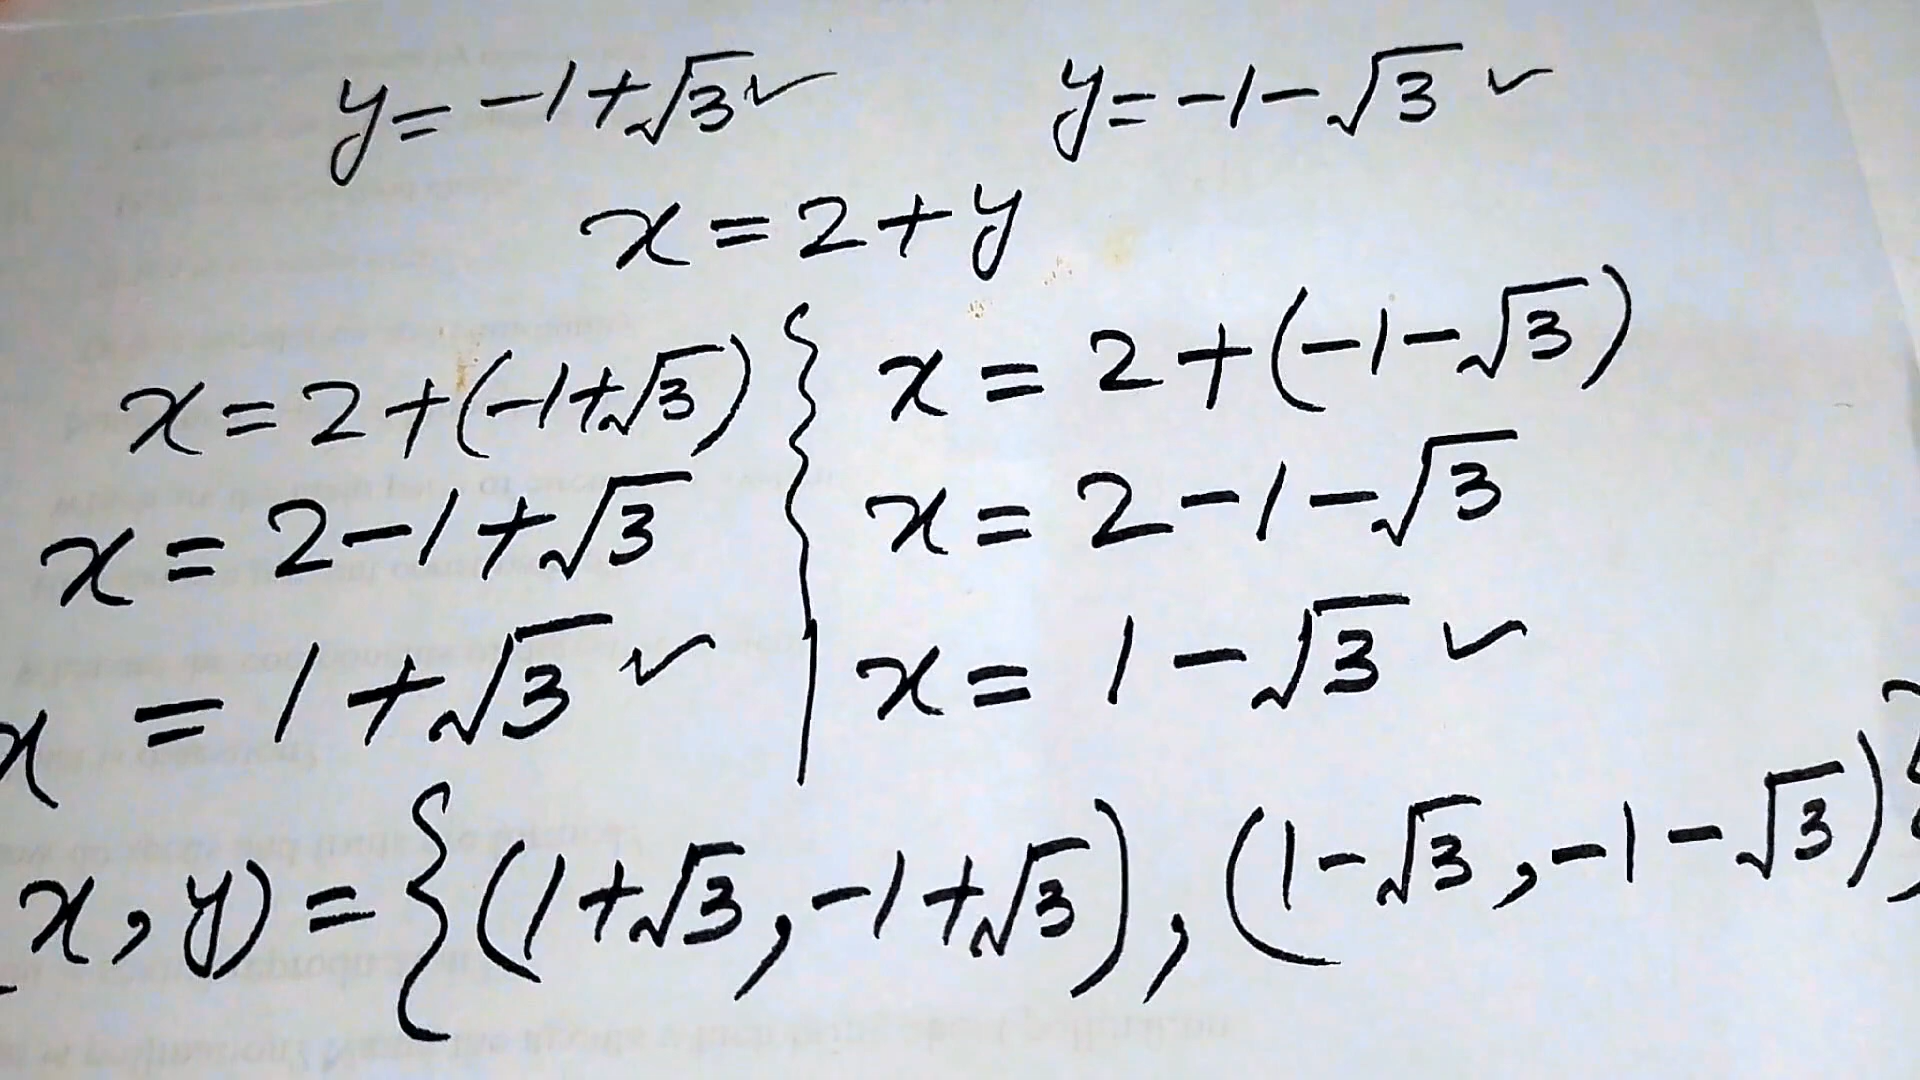 y = -1+√3 ✓ y = -1-√3 ✓
x = 2+y
x = 2+(-1+√3) } x = 2+(-1-√3)
x = 2-1+√3 x = 2-1-√3
x = 1+√3 ✓ x = 1-√3 ✓
x, y) = {(1+√3, -1+√3), (1-√3, -1-√3)}